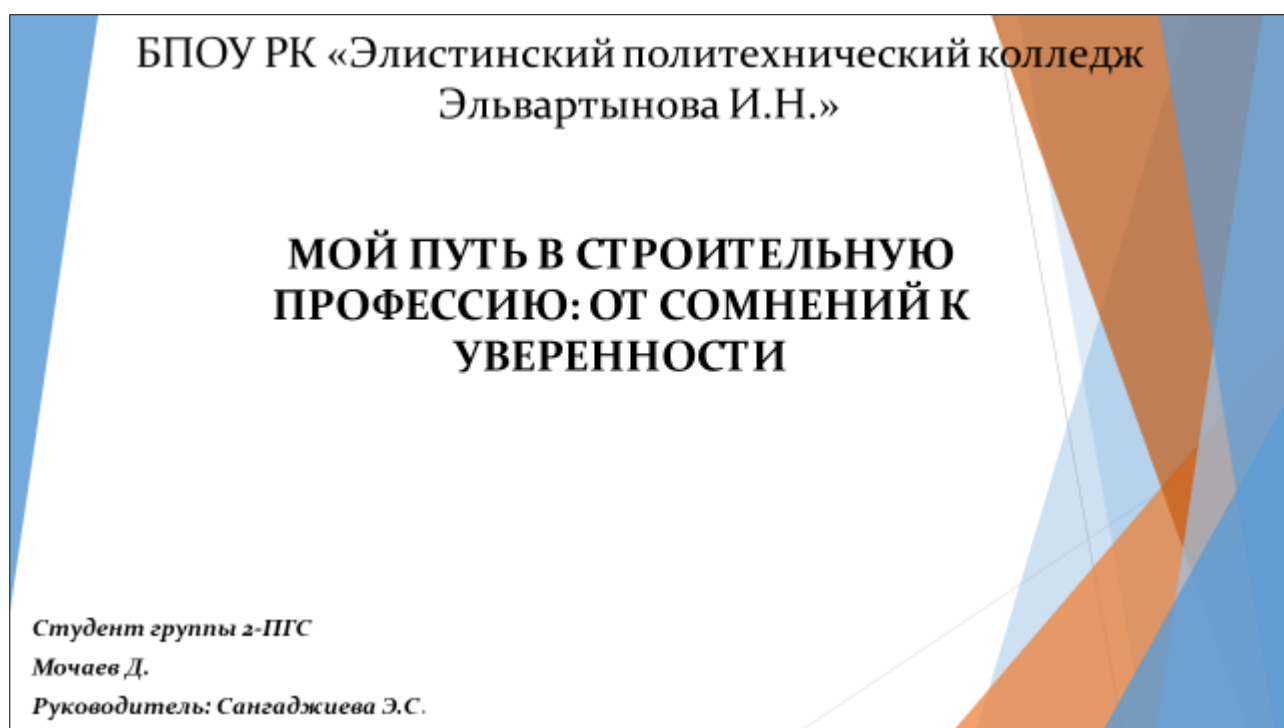 БПОУ РК «Элистинский политехнический колледж
Эльвартынова И.Н.»
МОЙ ПУТЬ В СТРОИТЕЛЬНУЮ
ПРОФЕССИЮ: ОТ СОМНЕНИЙ К
УВЕРЕННОСТИ
Студент группы 2-ПГС
Мочаев Д.
Руководитель: Сангаджиева Э.С.